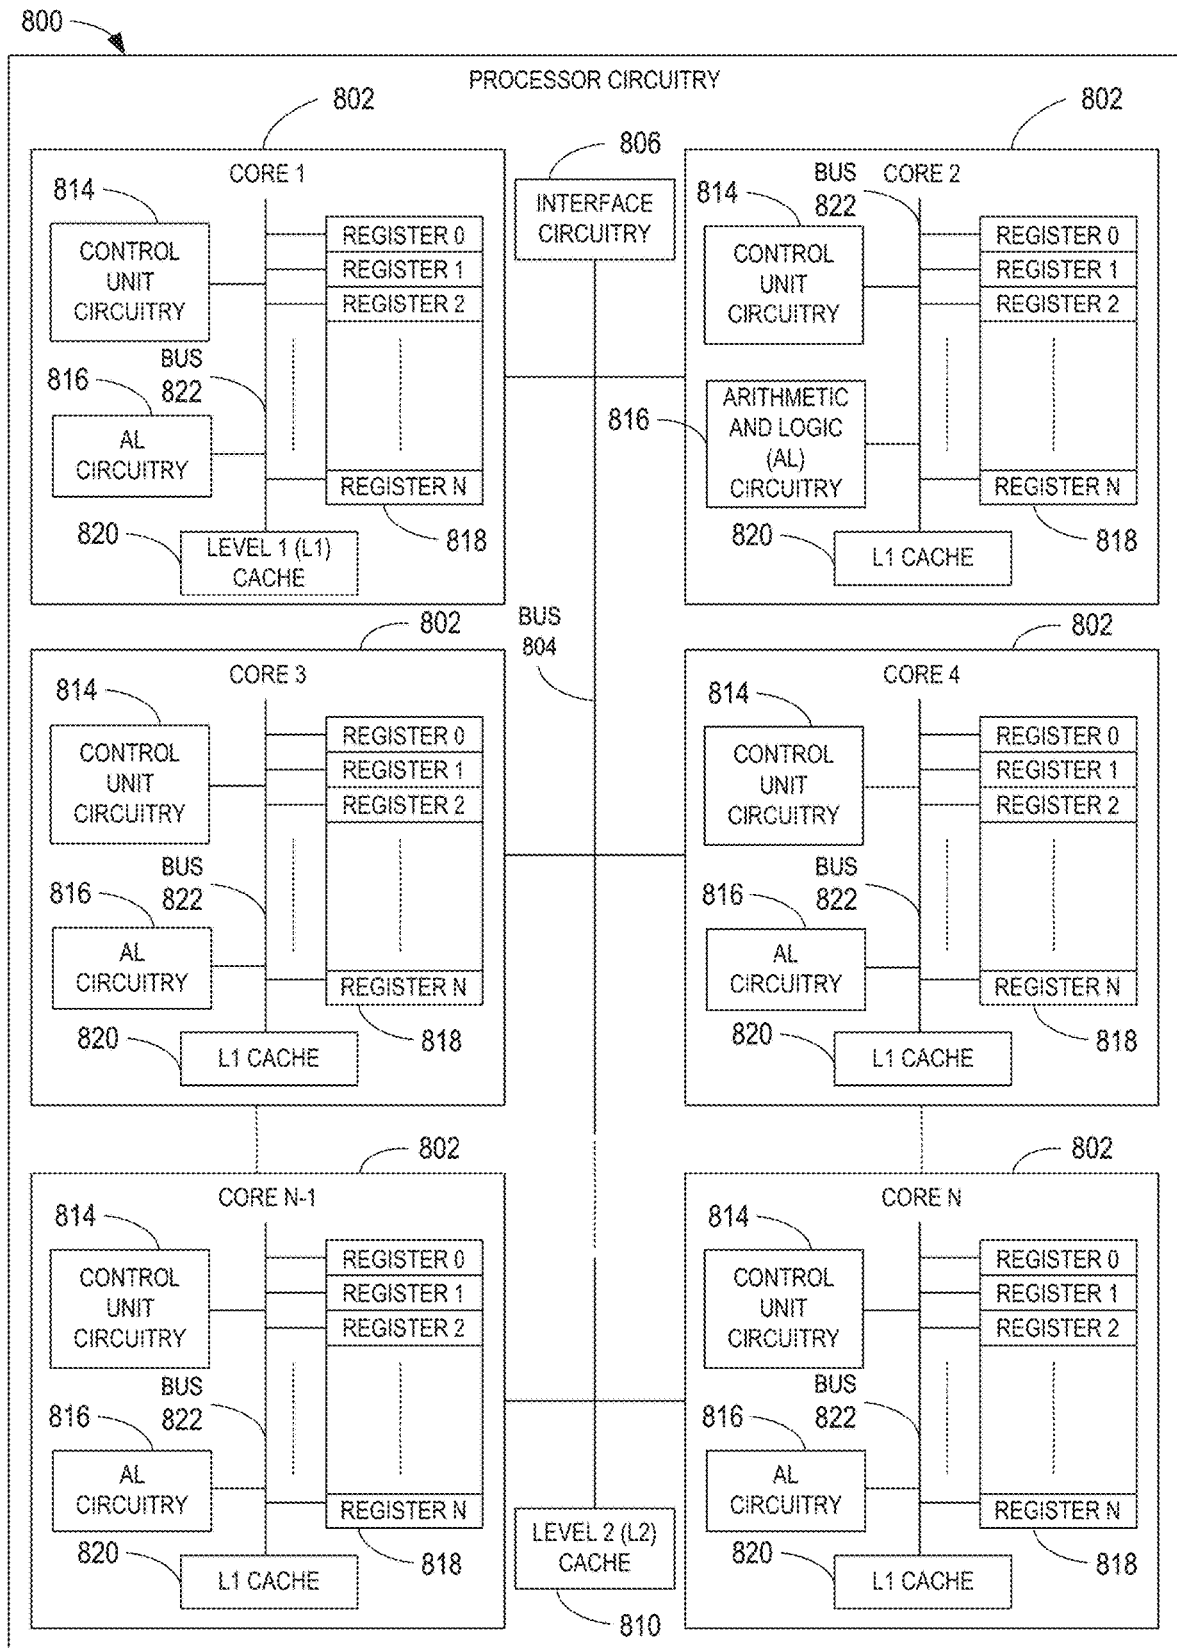 800
PROCESSOR CIRCUITRY
802
CORE 1
814
CONTROL
UNIT
CIRCUITRY
REGISTER 0
REGISTER 1
REGISTER 2
BUS
822
816
AL
CIRCUITRY
REGISTER N
818
820
LEVEL 1 (L1)
CACHE
806
INTERFACE
CIRCUITRY
802
BUS
822
CORE 2
814
CONTROL
UNIT
CIRCUITRY
REGISTER 0
REGISTER 1
REGISTER 2
816
ARITHMETIC
AND LOGIC
(AL)
CIRCUITRY
REGISTER N
818
820
L1 CACHE
BUS
804
802
CORE 3
814
CONTROL
UNIT
CIRCUITRY
REGISTER 0
REGISTER 1
REGISTER 2
BUS
822
816
AL
CIRCUITRY
REGISTER N
818
820
L1 CACHE
802
CORE 4
814
CONTROL
UNIT
CIRCUITRY
REGISTER 0
REGISTER 1
REGISTER 2
BUS
822
816
AL
CIRCUITRY
REGISTER N
818
820
L1 CACHE
802
CORE N-1
814
CONTROL
UNIT
CIRCUITRY
REGISTER 0
REGISTER 1
REGISTER 2
BUS
822
816
AL
CIRCUITRY
REGISTER N
818
820
L1 CACHE
802
CORE N
814
CONTROL
UNIT
CIRCUITRY
REGISTER 0
REGISTER 1
REGISTER 2
BUS
822
816
AL
CIRCUITRY
REGISTER N
818
820
L1 CACHE
LEVEL 2 (L2)
CACHE
810